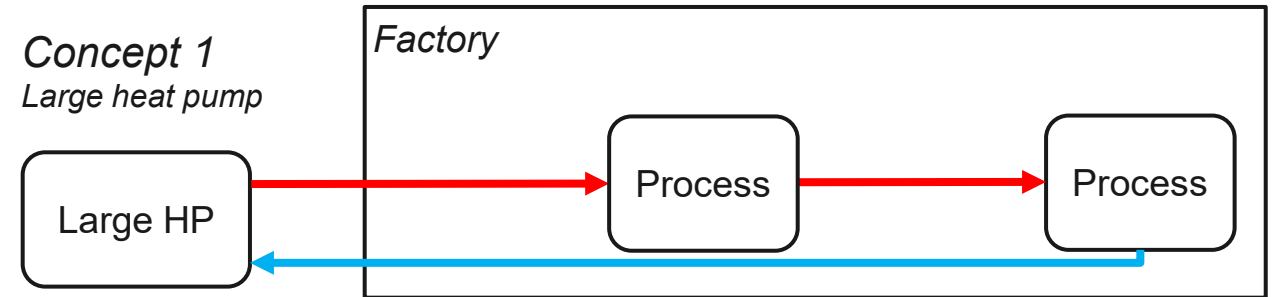 Concept 1
Large heat pump
Factory
Large HP
Process
Process